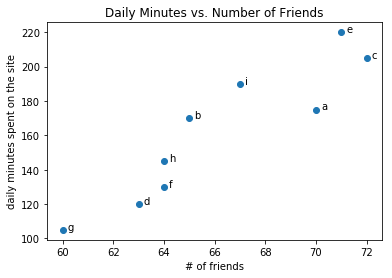 Daily Minutes vs. Number of Friends
daily minutes spent on the site
220
200
180
160
140
120
100
e
c
i
a
b
h
f
d
g
60
62
64
66
68
70
72
# of friends